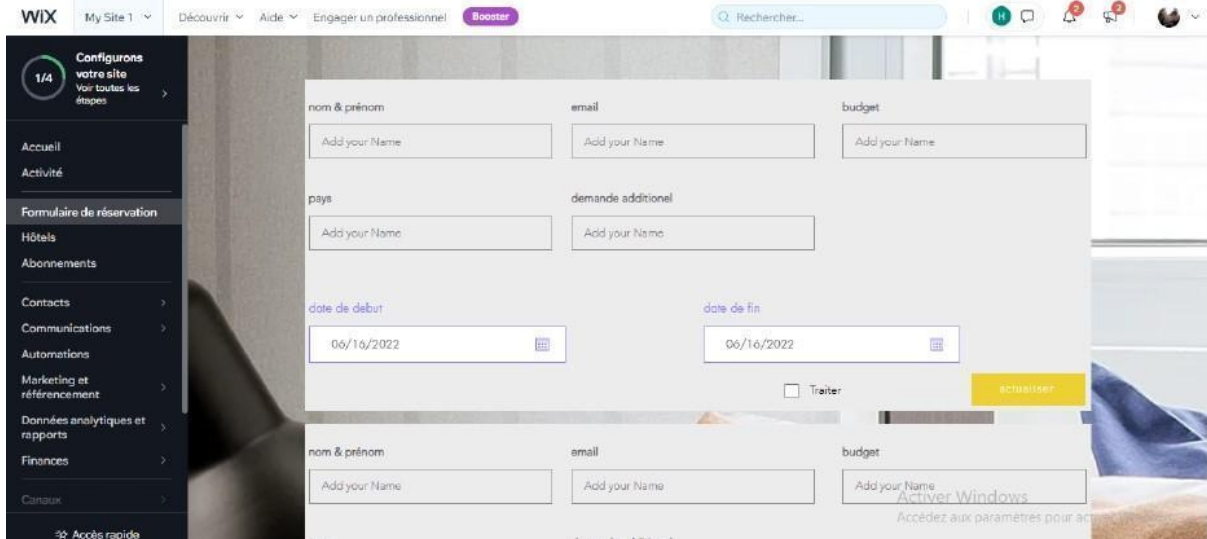 WiX My Site 1 Découvrir Aide Engager un professionnel Booster Rechercher... H 2 2
1/4
Configurons
votre site
Voir toutes les
étapes
Accueil
Activité
Formulaire de réservation
Hôtels
Abonnements
Contacts
Communications
Automations
Marketing et
référencement
Données analytiques et
rapports
Finances
Canaux
Accès rapide
nom & prénom email budget
Add your Name Add your Name Add your Name
pays demande additionel
Add your Name Add your Name
date de debut date de fin
06/16/2022 06/16/2022
Traiter actualiser
nom & prénom email budget
Add your Name Add your Name Add your Name
Activer Windows
Accédez aux paramètres pour